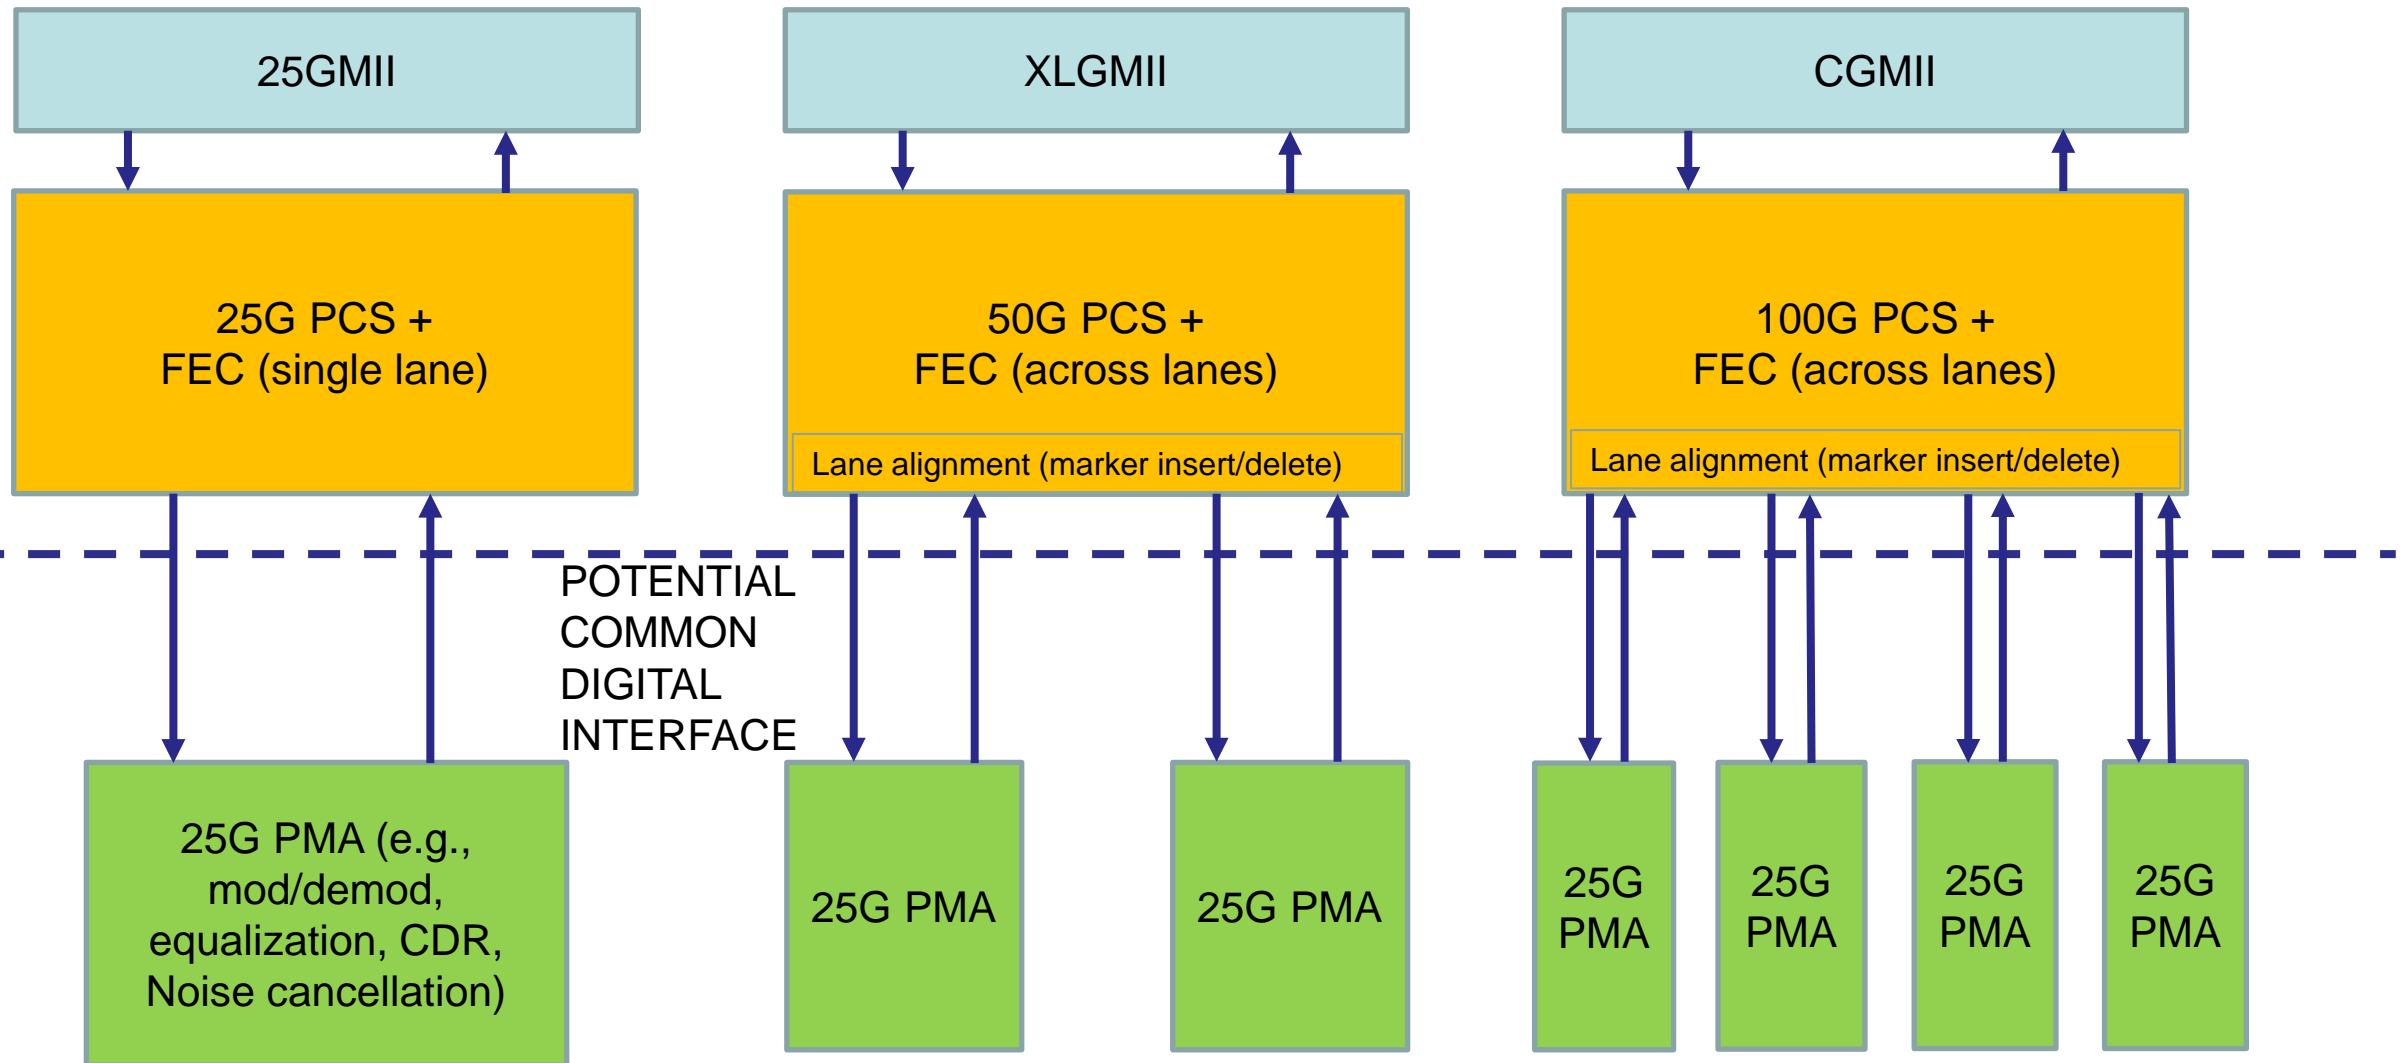 25GMII
XLGMII
CGMII
25G PCS +
FEC (single lane)
50G PCS +
FEC (across lanes)
Lane alignment (marker insert/delete)
100G PCS +
FEC (across lanes)
Lane alignment (marker insert/delete)
POTENTIAL
COMMON
DIGITAL
INTERFACE
25G PMA (e.g.,
mod/demod,
equalization, CDR,
Noise cancellation)
25G PMA
25G PMA
25G
PMA
25G
PMA
25G
PMA
25G
PMA